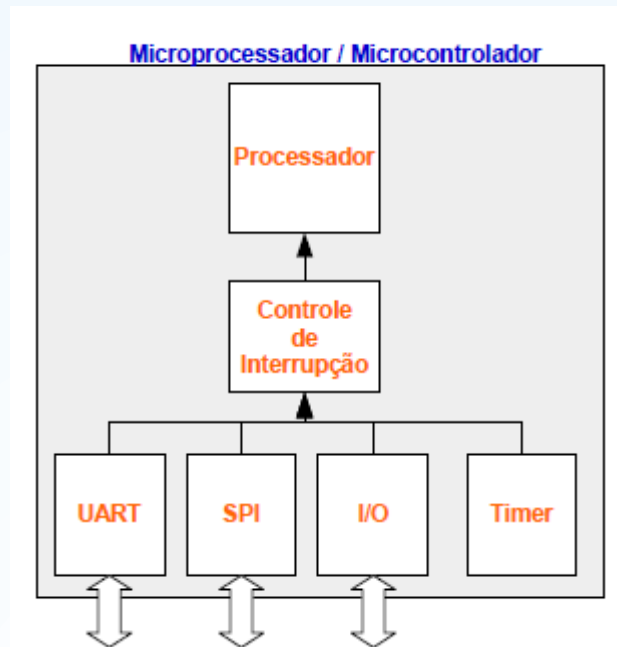 Microprocessador / Microcontrolador
Processador
Controle
de
Interrupção
UART
SPI
I/O
Timer